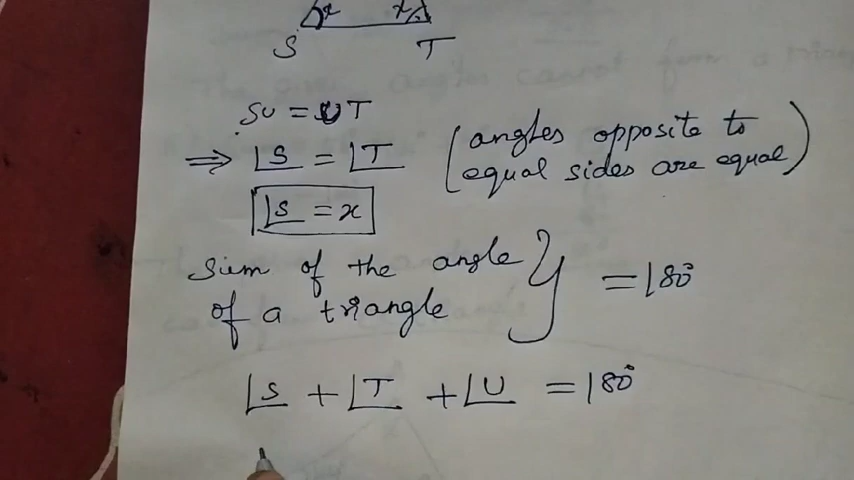 x x
S T
SU = UT
⇒ ∠S = ∠T (angles opposite to
equal sides are equal)
∠S = x
Sum of the angle
of a triangle } = 180°
∠S + ∠T + ∠U = 180°